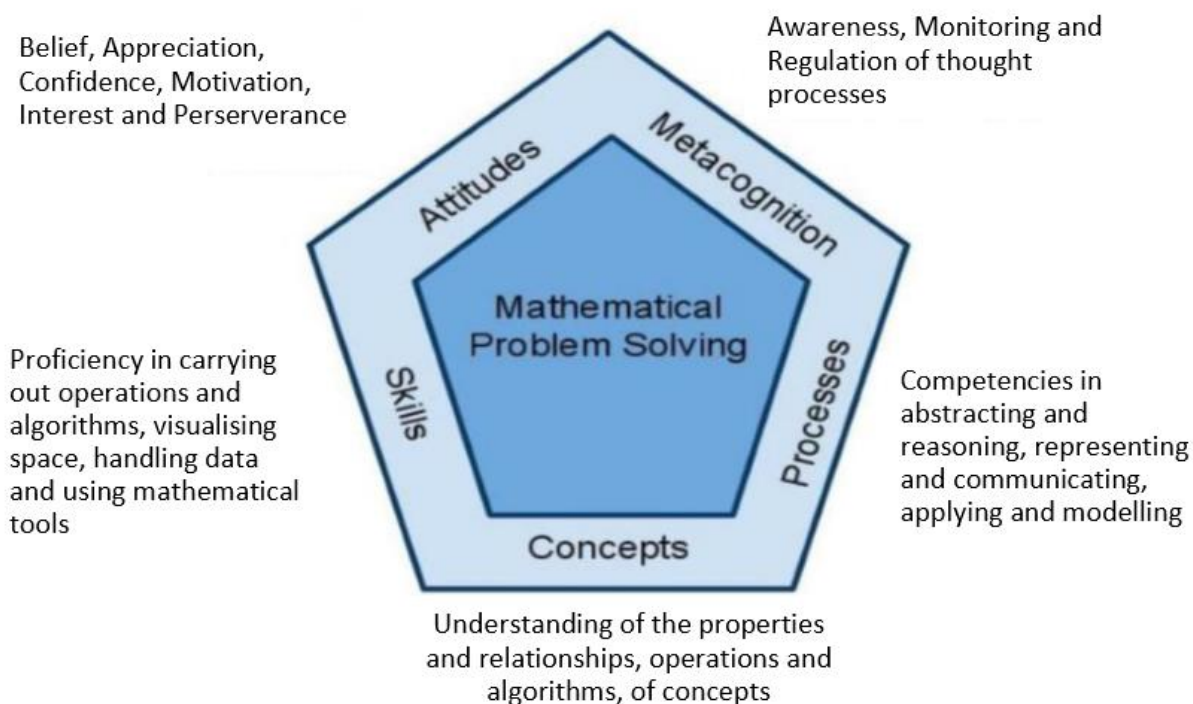 Belief, Appreciation,
Confidence, Motivation,
Interest and Perserverance
Awareness, Monitoring and
Regulation of thought
processes
Attitudes
Metacognition
Mathematical
Problem Solving
Skills
Processes
Concepts
Proficiency in carrying
out operations and
algorithms, visualising
space, handling data
and using mathematical
tools
Competencies in
abstracting and
reasoning, representing
and communicating,
applying and modelling
Understanding of the properties
and relationships, operations and
algorithms, of concepts